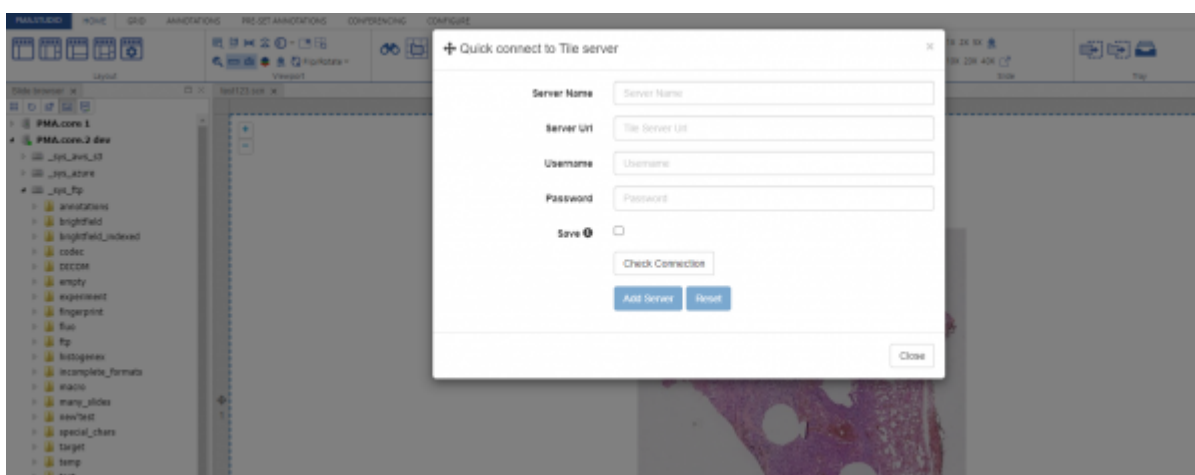 PMA.STUDIO HOME GRID ANNOTATIONS PRE-SET ANNOTATIONS CONFERENCING CONFIGURE
Layout
Viewport
Slide
Tray
Slide browser
test123.scn
PMA.core 1
PMA.core.2 dev
_sys_aws_s3
_sys_azure
_sys_ftp
annotations
brightfield
brightfield_indexed
codec
DICOM
empty
experiment
fingerprint
fluo
ftp
histogenex
incomplete_formats
macro
many_slides
new'test
special_chars
target
temp
Quick connect to Tile server
Server Name Server Name
Server Url Tile Server Url
Username Username
Password Password
Save
Check Connection
Add Server Reset
Close